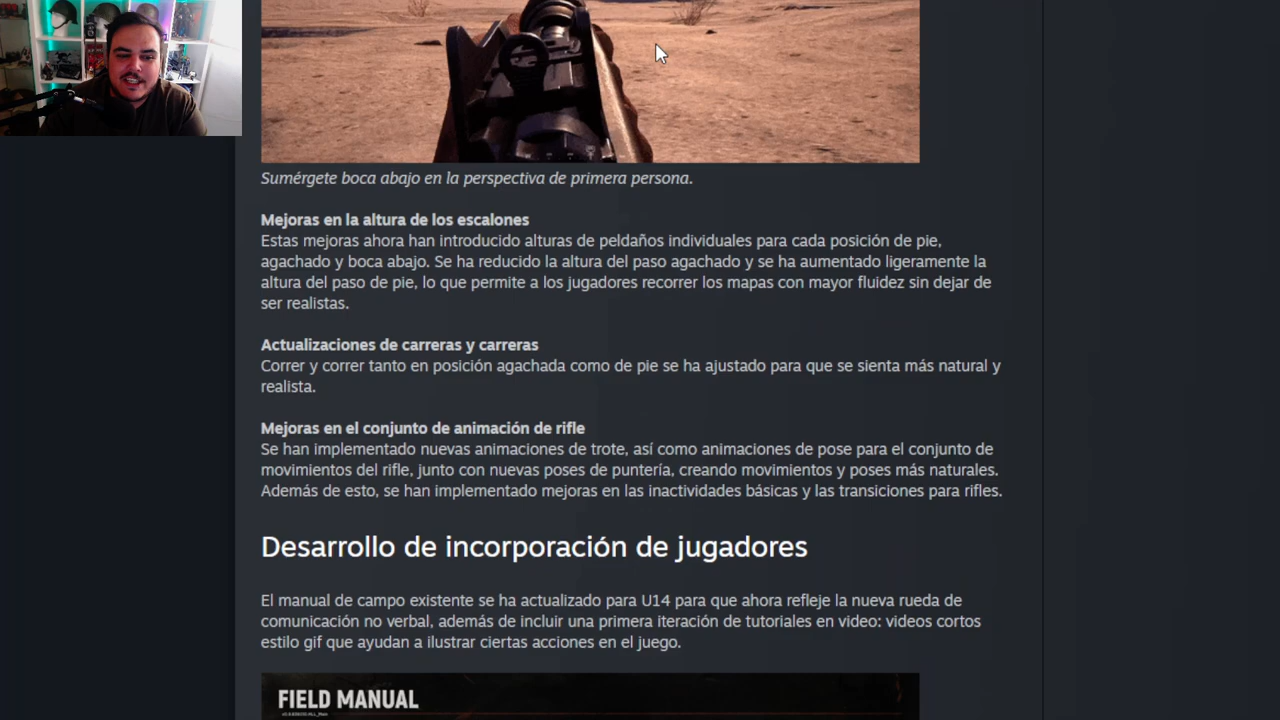 Sumérgete boca abajo en la perspectiva de primera persona.
Mejoras en la altura de los escalones
Estas mejoras ahora han introducido alturas de peldaños individuales para cada posición de pie,
agachado y boca abajo. Se ha reducido la altura del paso agachado y se ha aumentado ligeramente la
altura del paso de pie, lo que permite a los jugadores recorrer los mapas con mayor fluidez sin dejar de
ser realistas.
Actualizaciones de carreras y carreras
Correr y correr tanto en posición agachada como de pie se ha ajustado para que se sienta más natural y
realista.
Mejoras en el conjunto de animación de rifle
Se han implementado nuevas animaciones de trote, así como animaciones de pose para el conjunto de
movimientos del rifle, junto con nuevas poses de puntería, creando movimientos y poses más naturales.
Además de esto, se han implementado mejoras en las inactividades básicas y las transiciones para rifles.
Desarrollo de incorporación de jugadores
El manual de campo existente se ha actualizado para U14 para que ahora refleje la nueva rueda de
comunicación no verbal, además de incluir una primera iteración de tutoriales en video: videos cortos
estilo gif que ayudan a ilustrar ciertas acciones en el juego.
FIELD MANUAL